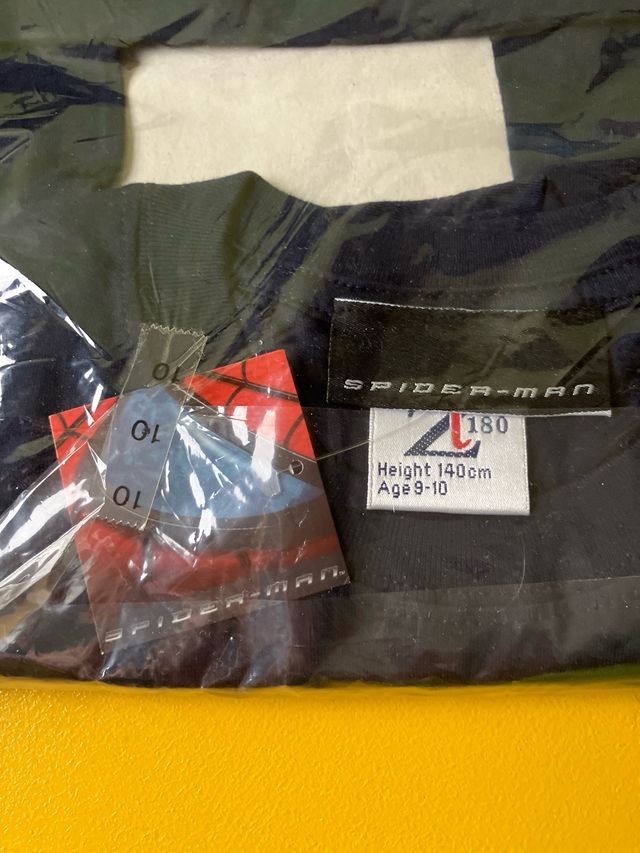 SPIDER-MAN
180
Height 140cm
Age 9-10
10
10
10
SPIDER-MAN